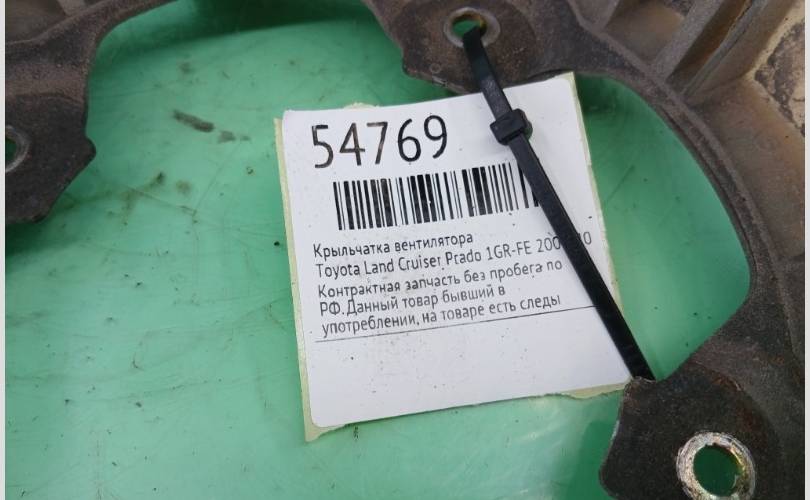 54769
Крыльчатка вентилятора
Toyota Land Cruiser Prado 1GR-FE
Контрактная запчасть без пробега по
РФ.Данный товар бывший в
употреблении, на товаре есть следы